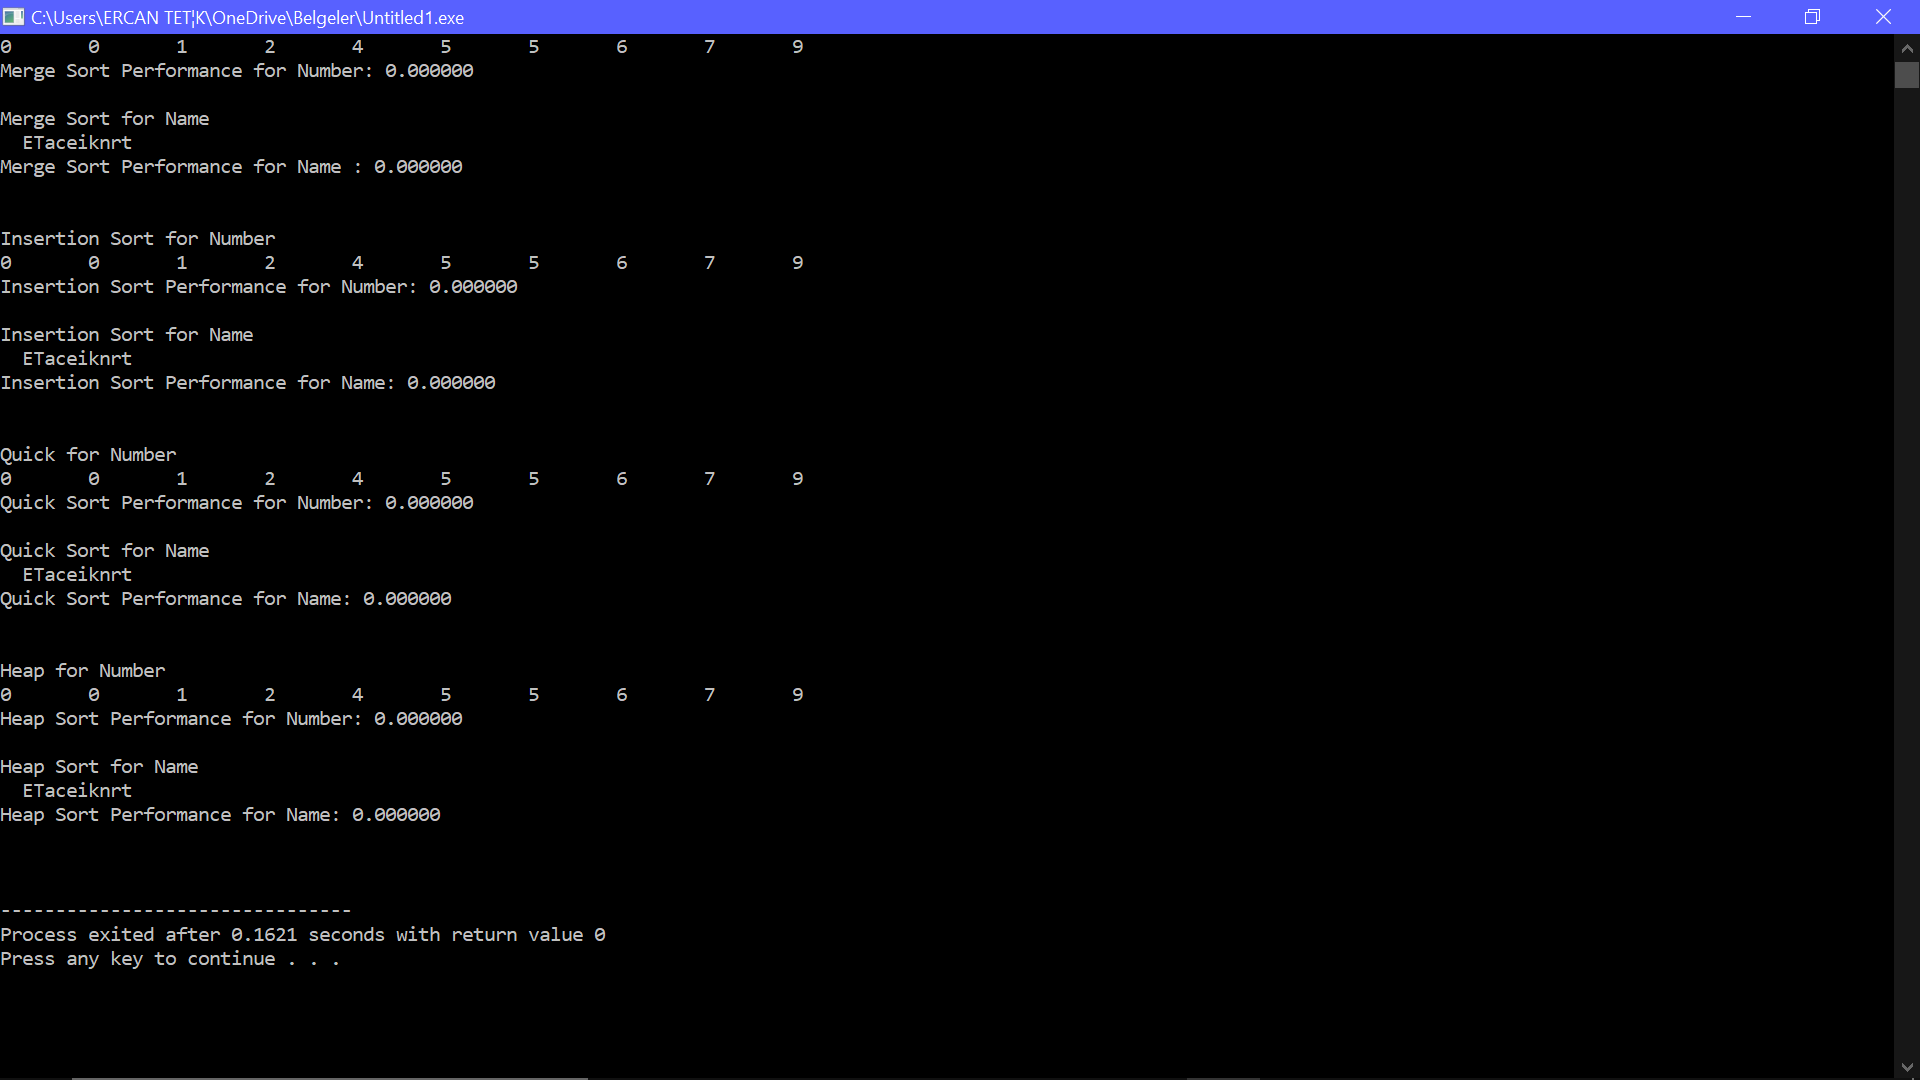 C:\Users\ERCAN TET¦K\OneDrive\Belgeler\Untitled1.exe
0 0 1 2 4 5 5 6 7 9
Merge Sort Performance for Number: 0.000000
Merge Sort for Name
ETaceiknrt
Merge Sort Performance for Name : 0.000000
Insertion Sort for Number
0 0 1 2 4 5 5 6 7 9
Insertion Sort Performance for Number: 0.000000
Insertion Sort for Name
ETaceiknrt
Insertion Sort Performance for Name: 0.000000
Quick for Number
0 0 1 2 4 5 5 6 7 9
Quick Sort Performance for Number: 0.000000
Quick Sort for Name
ETaceiknrt
Quick Sort Performance for Name: 0.000000
Heap for Number
0 0 1 2 4 5 5 6 7 9
Heap Sort Performance for Number: 0.000000
Heap Sort for Name
ETaceiknrt
Heap Sort Performance for Name: 0.000000
--------------------------------
Process exited after 0.1621 seconds with return value 0
Press any key to continue . . .